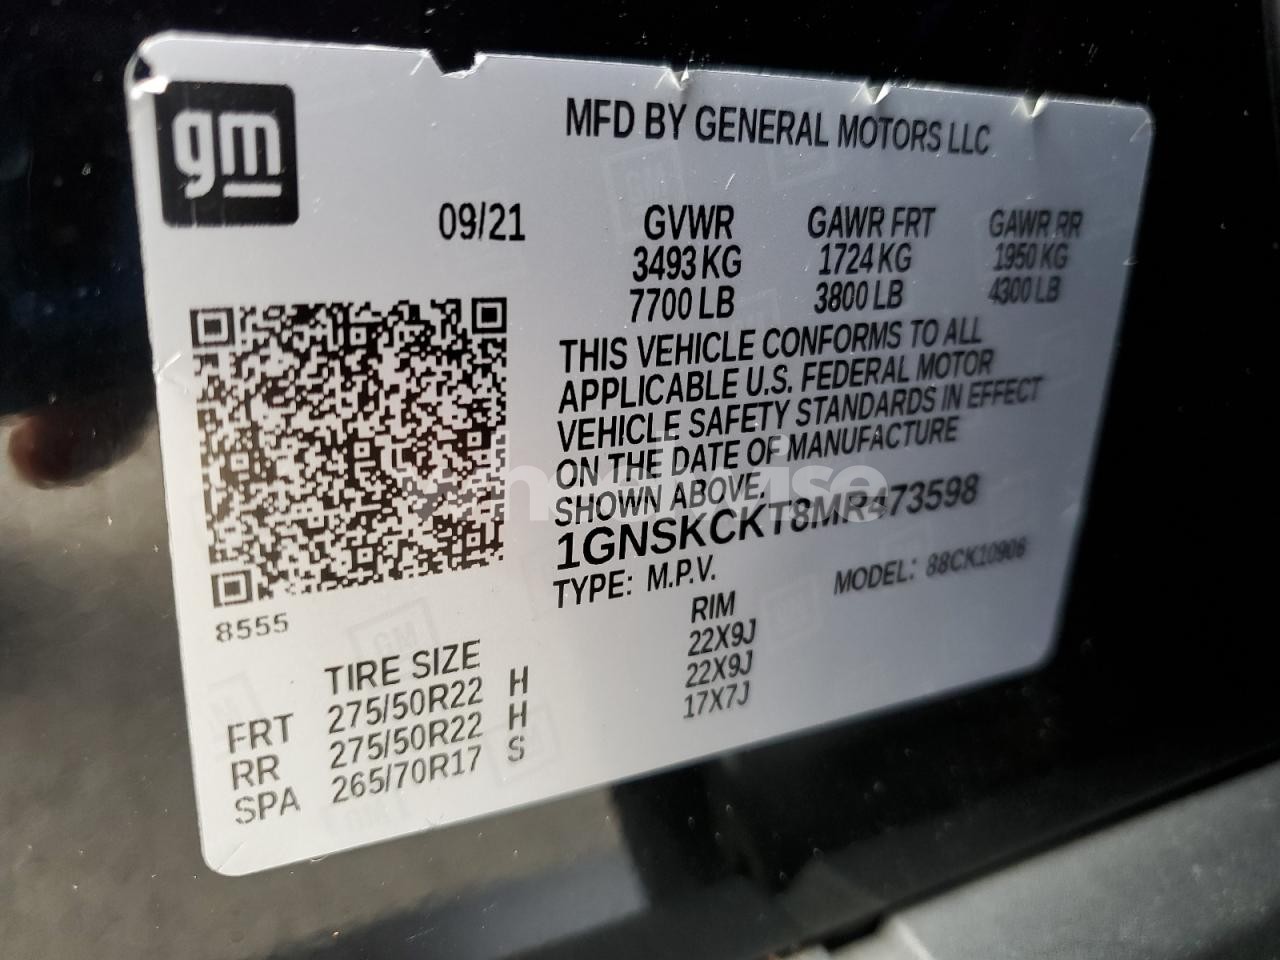 gm
MFD BY GENERAL MOTORS LLC
09/21
GVWR GAWR FRT GAWR RR
3493 KG 1724 KG 1950 KG
7700 LB 3800 LB 4300 LB
THIS VEHICLE CONFORMS TO ALL
APPLICABLE U.S. FEDERAL MOTOR
VEHICLE SAFETY STANDARDS IN EFFECT
ON THE DATE OF MANUFACTURE
SHOWN ABOVE.
1GNSKCKT8MR473598
TYPE: M.P.V. MODEL: 88CK10906
8555
TIRE SIZE RIM
FRT 275/50R22 H 22X9J
RR 275/50R22 H 22X9J
SPA 265/70R17 S 17X7J